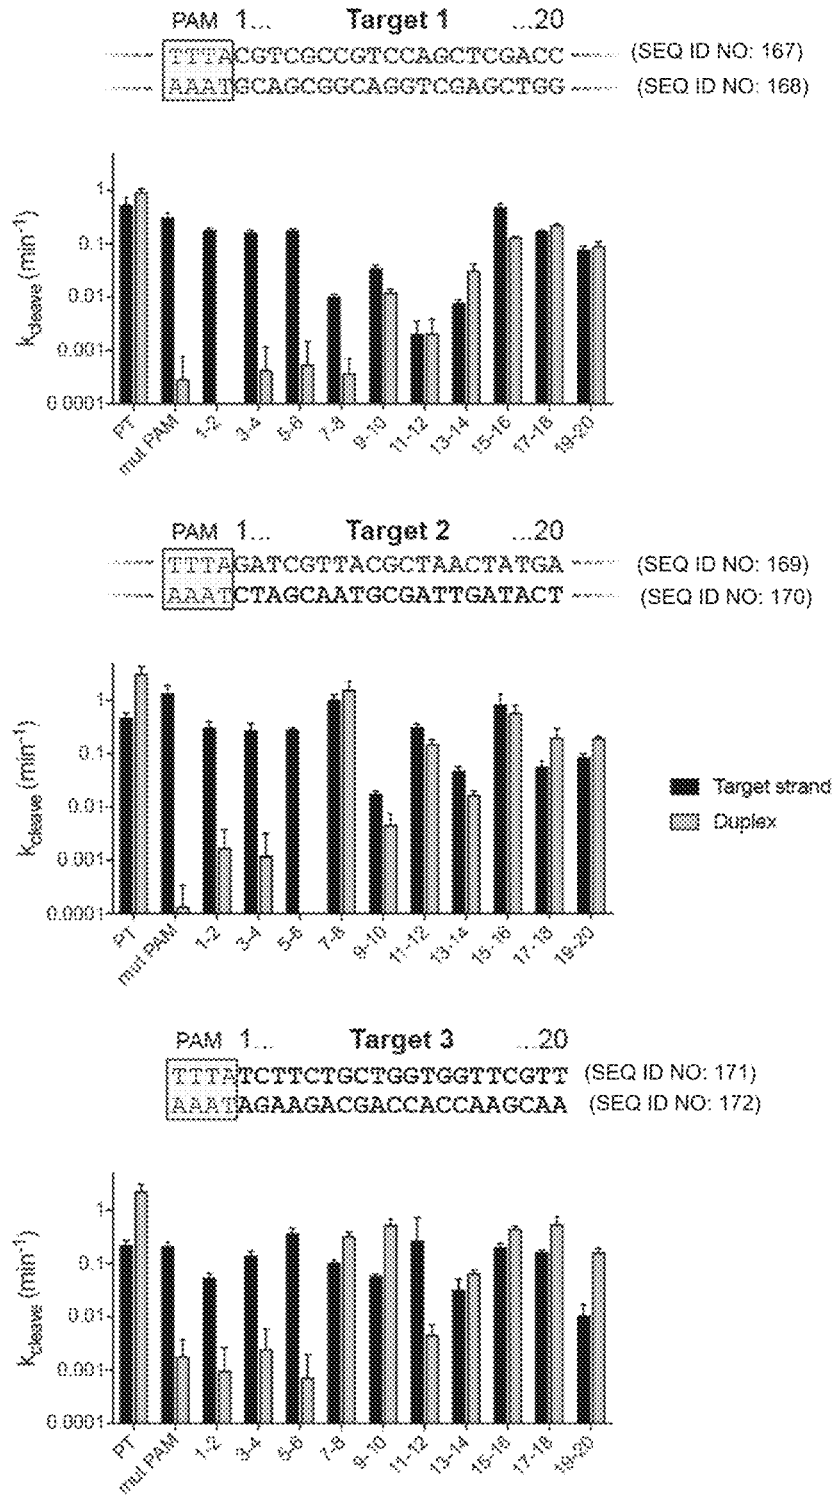 PAM 1... Target 1 ...20
TTTACGTCGCCGTCCAGCTCGACC (SEQ ID NO: 167)
AAATGCAGCGGCAGGTCGAGCTGG (SEQ ID NO: 168)
kcleave (min-1)
1
0.1
0.01
0.001
0.0001
PT
mut PAM
1-2
3-4
5-6
7-8
9-10
11-12
13-14
15-16
17-18
19-20
PAM 1... Target 2 ...20
TTTAGATCGTTACGCTAACTATGA (SEQ ID NO: 169)
AAATCTAGCAATGCGATTGATACT (SEQ ID NO: 170)
kcleave (min-1)
1
0.1
0.01
0.001
0.0001
PT
mut PAM
1-2
3-4
5-6
7-8
9-10
11-12
13-14
15-16
17-18
19-20
Target strand
Duplex
PAM 1... Target 3 ...20
TTTATCTTCTGCTGGTGGTTCGTT (SEQ ID NO: 171)
AAATAGAAGACGACCACCAAGCAA (SEQ ID NO: 172)
kcleave (min-1)
1
0.1
0.01
0.001
0.0001
PT
mut PAM
1-2
3-4
5-6
7-8
9-10
11-12
13-14
15-16
17-18
19-20